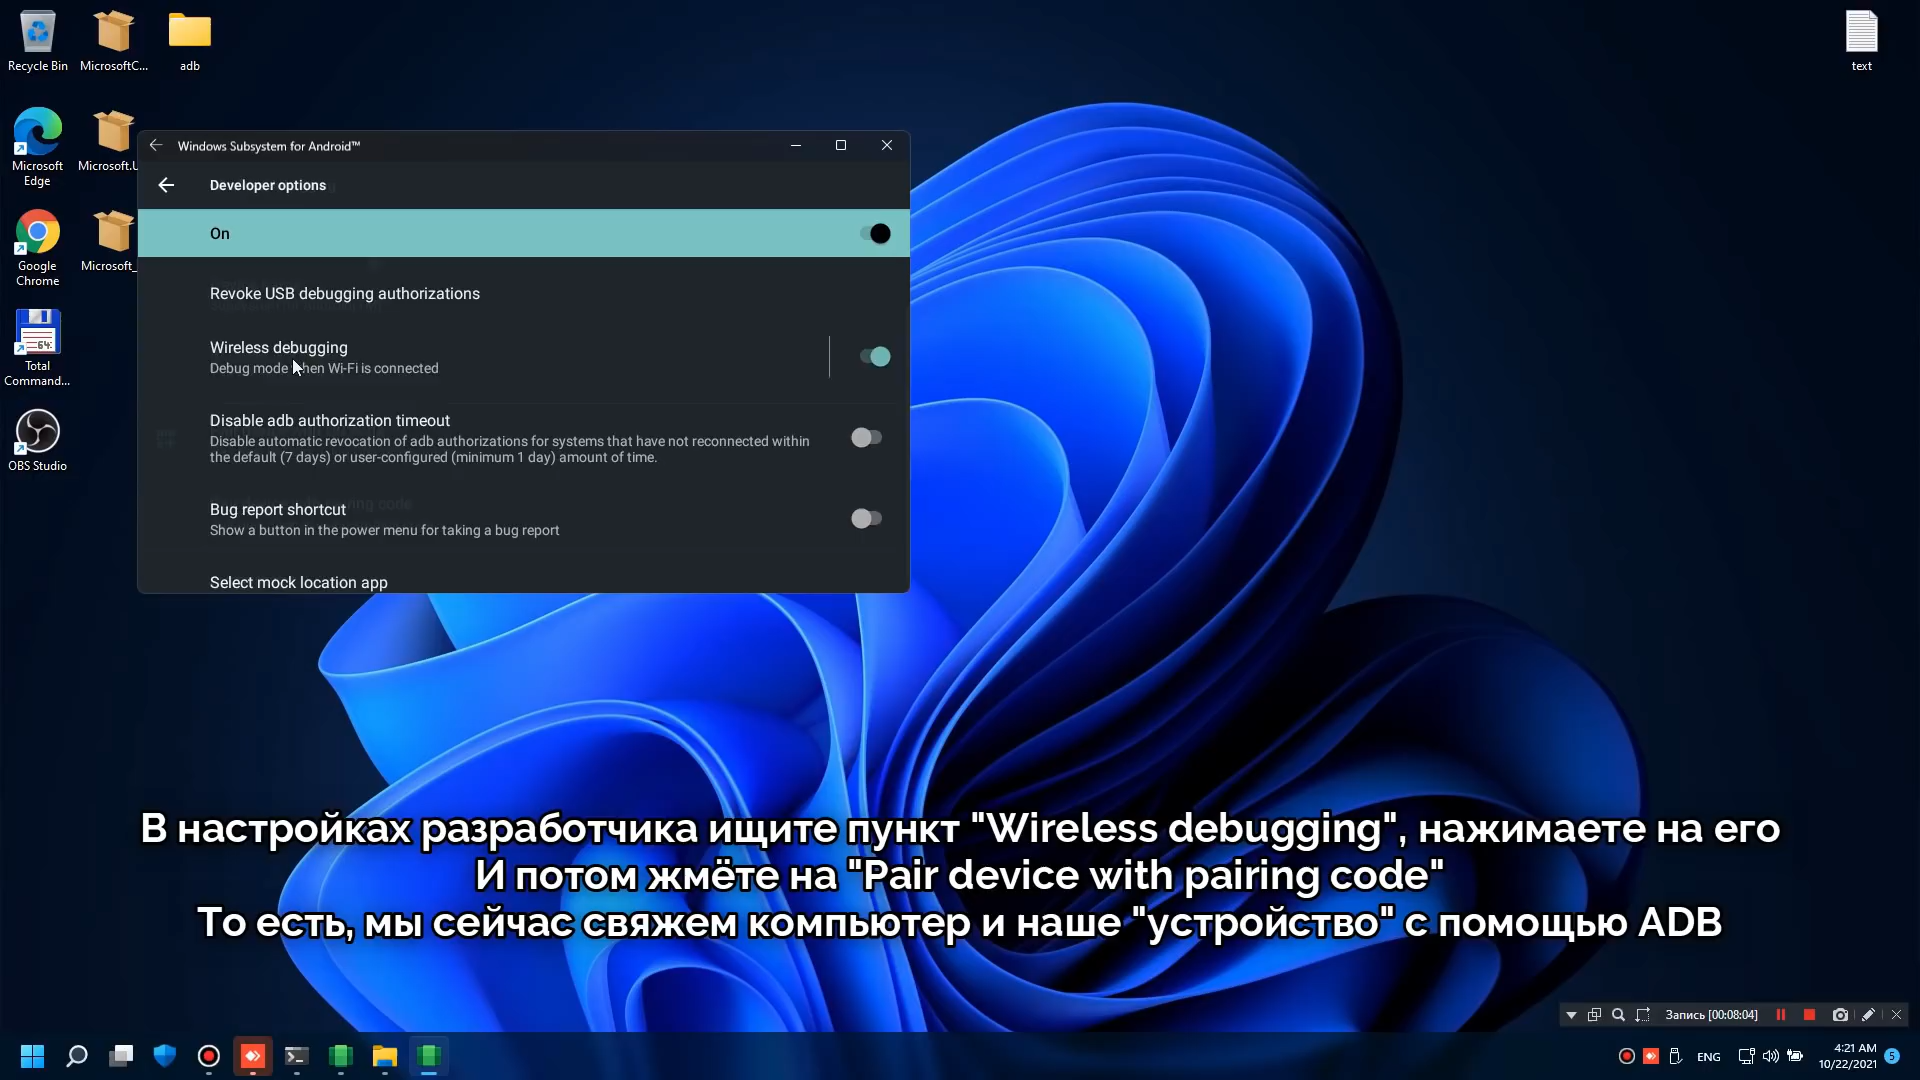 Recycle Bin
MicrosoftC...
adb
text
Microsoft
Edge
Microsoft.U
Google
Chrome
Microsoft_
Total
Command...
64
OBS Studio
Windows Subsystem for Android™
Developer options
On
Revoke USB debugging authorizations
Wireless debugging
Debug mode when Wi-Fi is connected
Disable adb authorization timeout
Disable automatic revocation of adb authorizations for systems that have not reconnected within
the default (7 days) or user-configured (minimum 1 day) amount of time.
Bug report shortcut
Show a button in the power menu for taking a bug report
Select mock location app
В настройках разработчика ищите пункт "Wireless debugging", нажимаете на его
И потом жмёте на "Pair device with pairing code"
То есть, мы сейчас свяжем компьютер и наше "устройство" с помощью ADB
Запись [00:08:04]
ENG
4:21 AM
10/22/2021
5